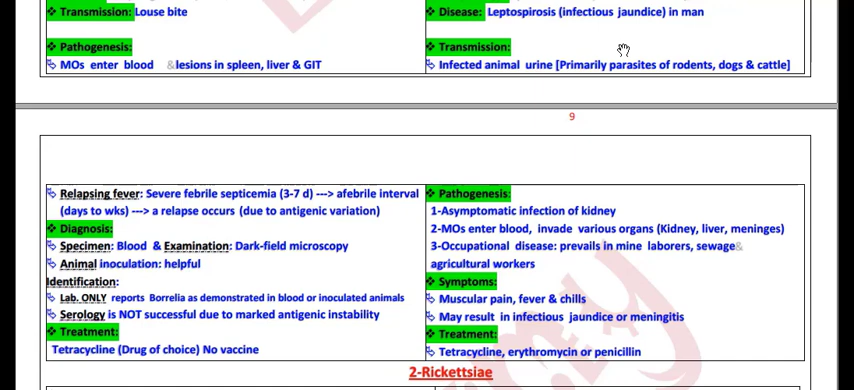 ❖ Transmission: Louse bite
❖ Pathogenesis:
MOs enter blood &lesions in spleen, liver & GIT
❖ Disease: Leptospirosis (infectious jaundice) in man
❖ Transmission:
Infected animal urine [Primarily parasites of rodents, dogs & cattle]
9
Relapsing fever: Severe febrile septicemia (3-7 d) ---> afebrile interval
(days to wks) ---> a relapse occurs (due to antigenic variation)
❖ Diagnosis:
Specimen: Blood & Examination: Dark-field microscopy
Animal inoculation: helpful
Identification:
Lab. ONLY reports Borrelia as demonstrated in blood or inoculated animals
Serology is NOT successful due to marked antigenic instability
❖ Treatment:
Tetracycline (Drug of choice) No vaccine
❖ Pathogenesis:
1-Asymptomatic infection of kidney
2-MOs enter blood, invade various organs (Kidney, liver, meninges)
3-Occupational disease: prevails in mine laborers, sewage&
agricultural workers
❖ Symptoms:
Muscular pain, fever & chills
May result in infectious jaundice or meningitis
❖ Treatment:
Tetracycline, erythromycin or penicillin
2-Rickettsiae